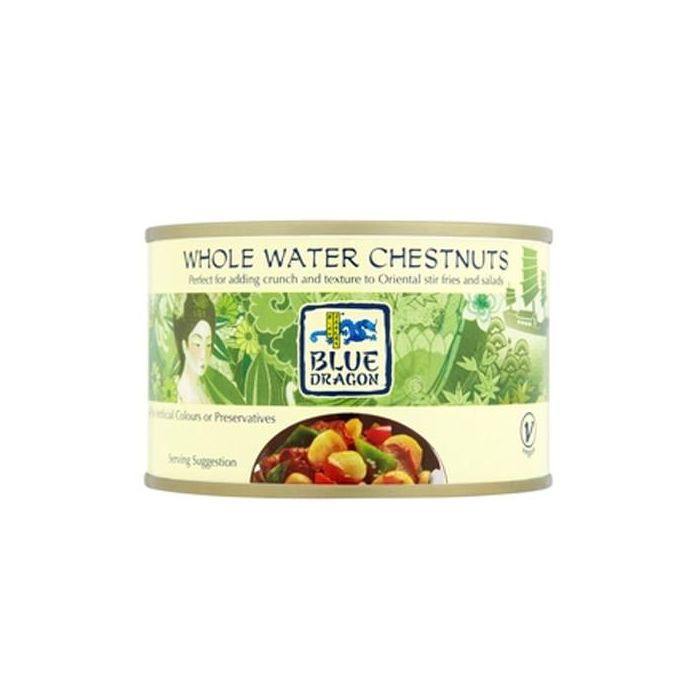 WHOLE WATER CHESTNUTS
Perfect for adding crunch and texture to Oriental stir fries and salads
BLUE
DRAGON
Colours or Preservatives
Serving Suggestion
V